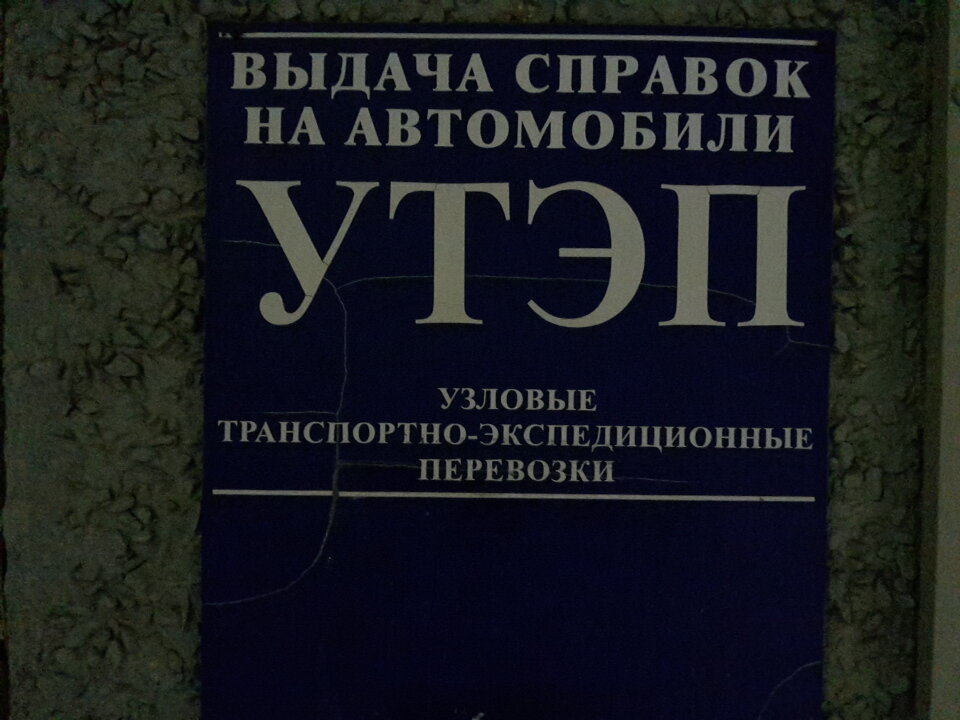 ВЫДАЧА СПРАВОК
НА АВТОМОБИЛИ
УТЭП
УЗЛОВЫЕ
ТРАНСПОРТНО-ЭКСПЕДИЦИОННЫЕ
ПЕРЕВОЗКИ